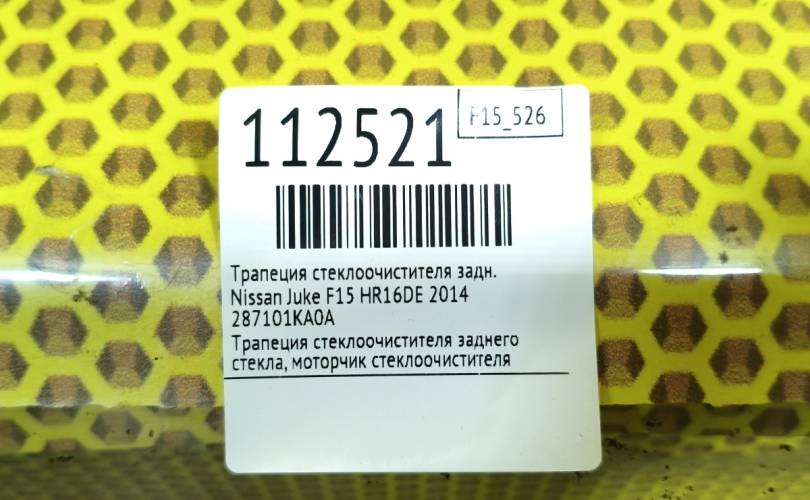 112521
F15_526
Трапеция стеклоочистителя задн.
Nissan Juke F15 HR16DE 2014
287101KA0A
Трапеция стеклоочистителя заднего
стекла, моторчик стеклоочистителя